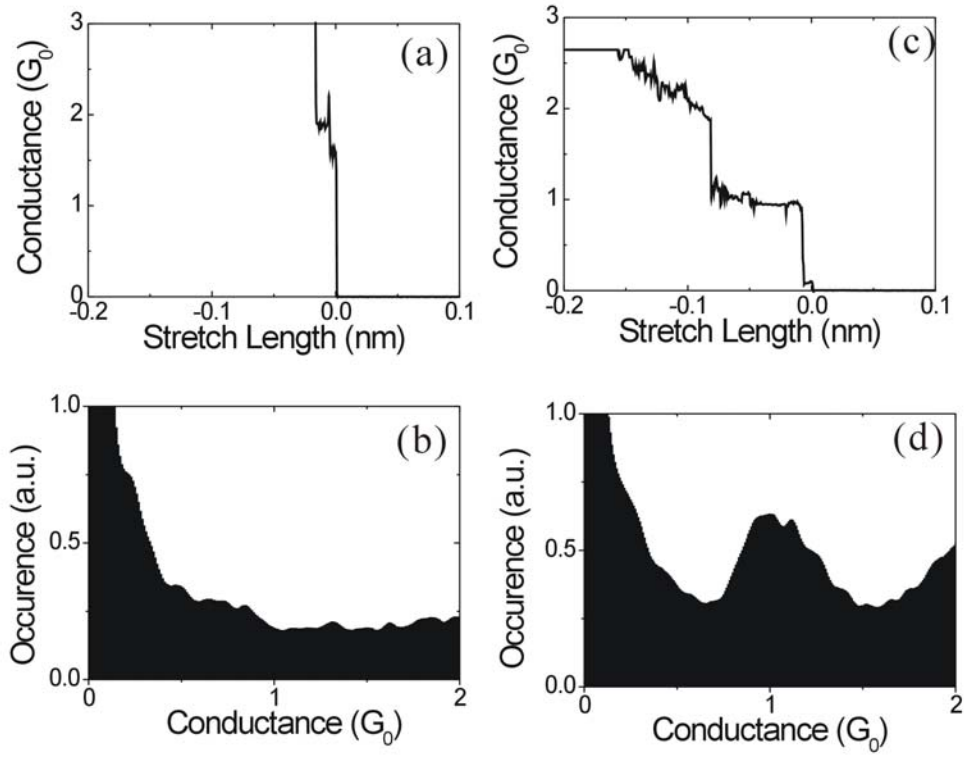 (a)
Conductance (G0)
3
2
1
0
-0.2
-0.1
0.0
0.1
Stretch Length (nm)
(c)
Conductance (G0)
3
2
1
0
-0.2
-0.1
0.0
0.1
Stretch Length (nm)
(b)
Occurence (a.u.)
1.0
0.5
0.0
0
1
2
Conductance (G0)
(d)
Occurence (a.u.)
1.0
0.5
0.0
0
1
2
Conductance (G0)